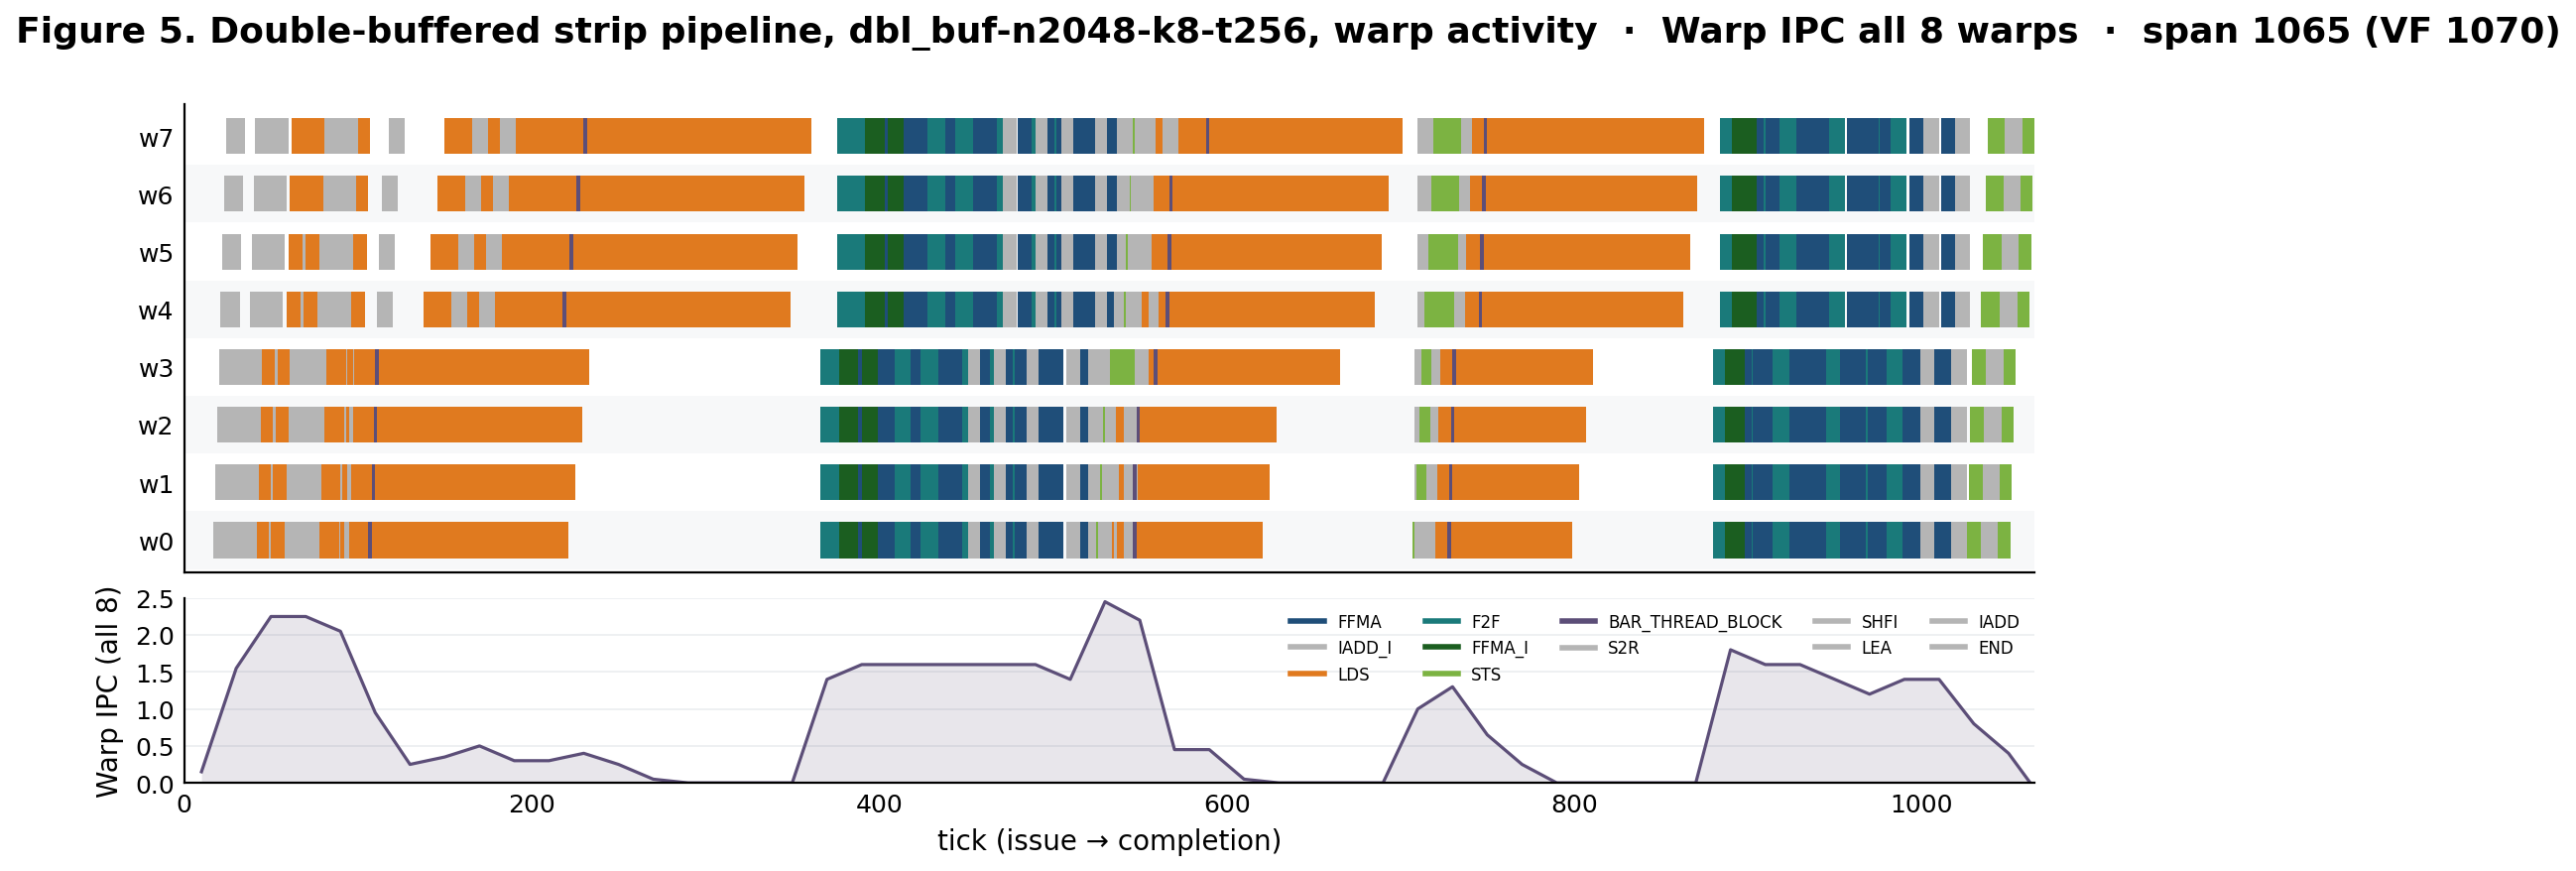 Figure 5. Double-buffered strip pipeline, dbl_buf-n2048-k8-t256, warp activity · Warp IPC all 8 warps · span 1065 (VF 1070)
w7
w6
w5
w4
w3
w2
w1
w0
Warp IPC (all 8)
2.5
2.0
1.5
1.0
0.5
0.0
FFMA F2F BAR_THREAD_BLOCK SHFI IADD
IADD_I FFMA_I S2R LEA END
LDS STS
0 200 400 600 800 1000
tick (issue → completion)